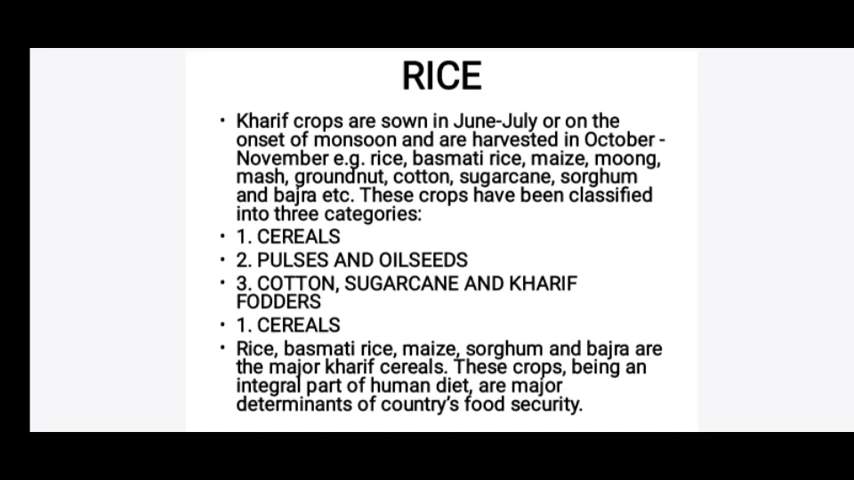 RICE
• Kharif crops are sown in June-July or on the
onset of monsoon and are harvested in October -
November e.g. rice, basmati rice, maize, moong,
mash, groundnut, cotton, sugarcane, sorghum
and bajra etc. These crops have been classified
into three categories:
• 1. CEREALS
• 2. PULSES AND OILSEEDS
• 3. COTTON, SUGARCANE AND KHARIF
FODDERS
• 1. CEREALS
• Rice, basmati rice, maize, sorghum and bajra are
the major kharif cereals. These crops, being an
integral part of human diet, are major
determinants of country's food security.